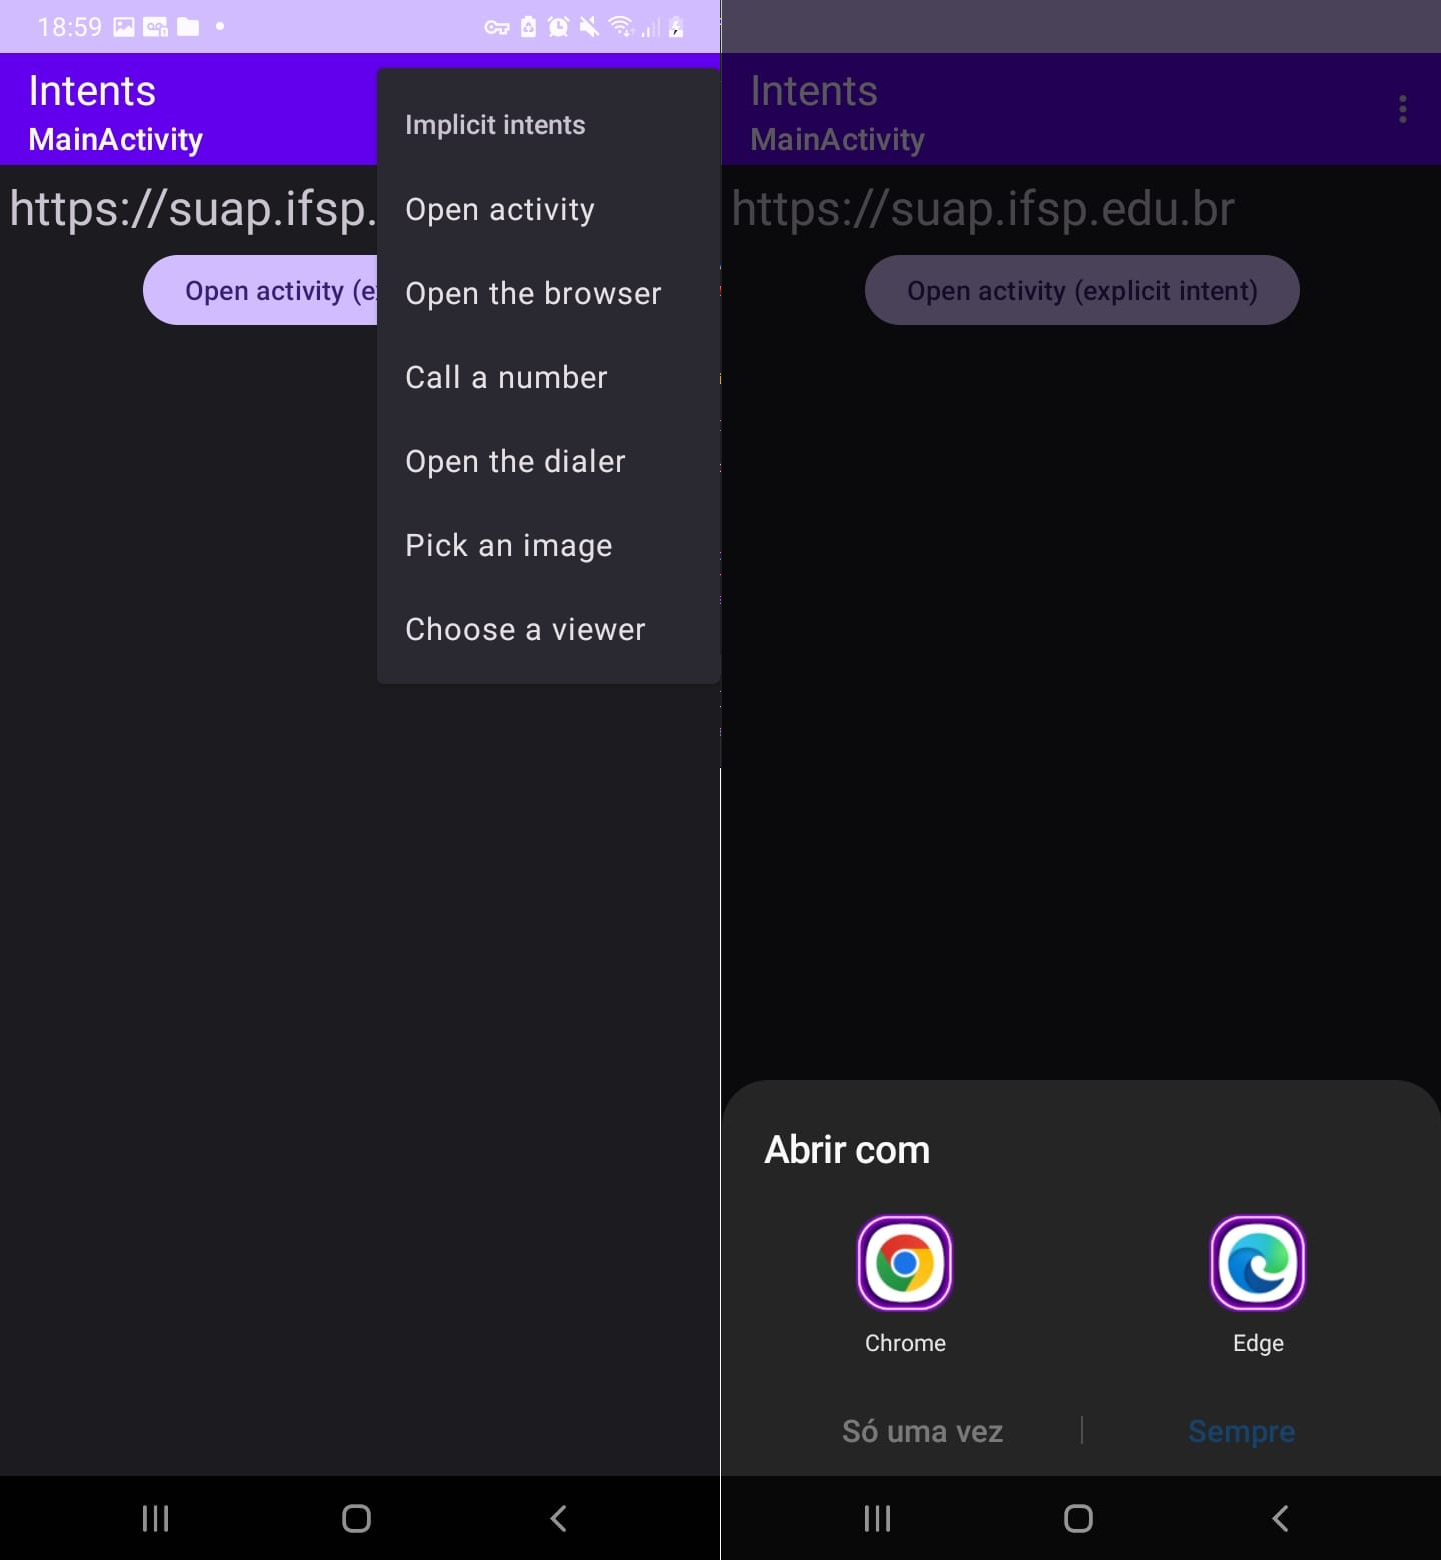 18:59
Intents
MainActivity
https://suap.ifsp.
Open activity (e
Implicit intents
Open activity
Open the browser
Call a number
Open the dialer
Pick an image
Choose a viewer
Intents
MainActivity
https://suap.ifsp.edu.br
Open activity (explicit intent)
Abrir com
Chrome
Edge
Só uma vez
Sempre